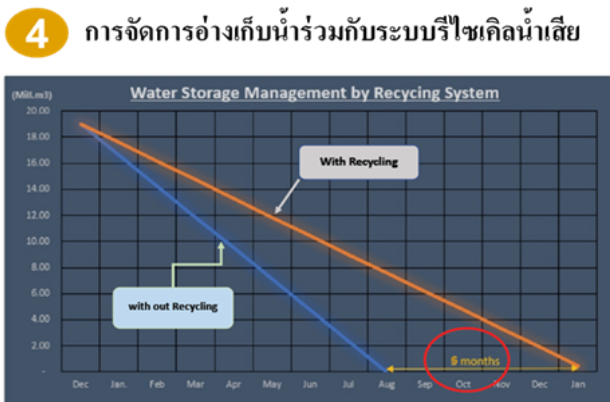 4 การจัดการอ่างเก็บน้ำร่วมกับระบบรีไซเคิลน้ำเสีย
(Mill.m3) Water Storage Management by Recycing System
20.00
18.00
16.00
With Recycling
14.00
12.00
10.00
8.00
6.00
with out Recycling
4.00
2.00
months
-
Dec Jan. Feb Mar Apr May Jun Jul Aug Sep Oct Nov Dec Jan